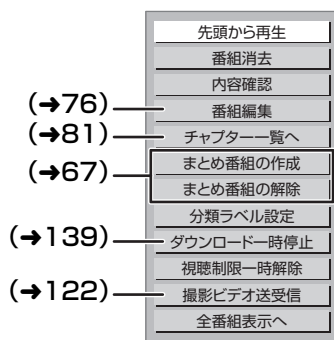 先頭から再生
番組消去
内容確認
(➜76) 番組編集
(➜81) チャプター一覧へ
(➜67) まとめ番組の作成
まとめ番組の解除
分類ラベル設定
(➜139) ダウンロード一時停止
視聴制限一時解除
(➜122) 撮影ビデオ送受信
全番組表示へ